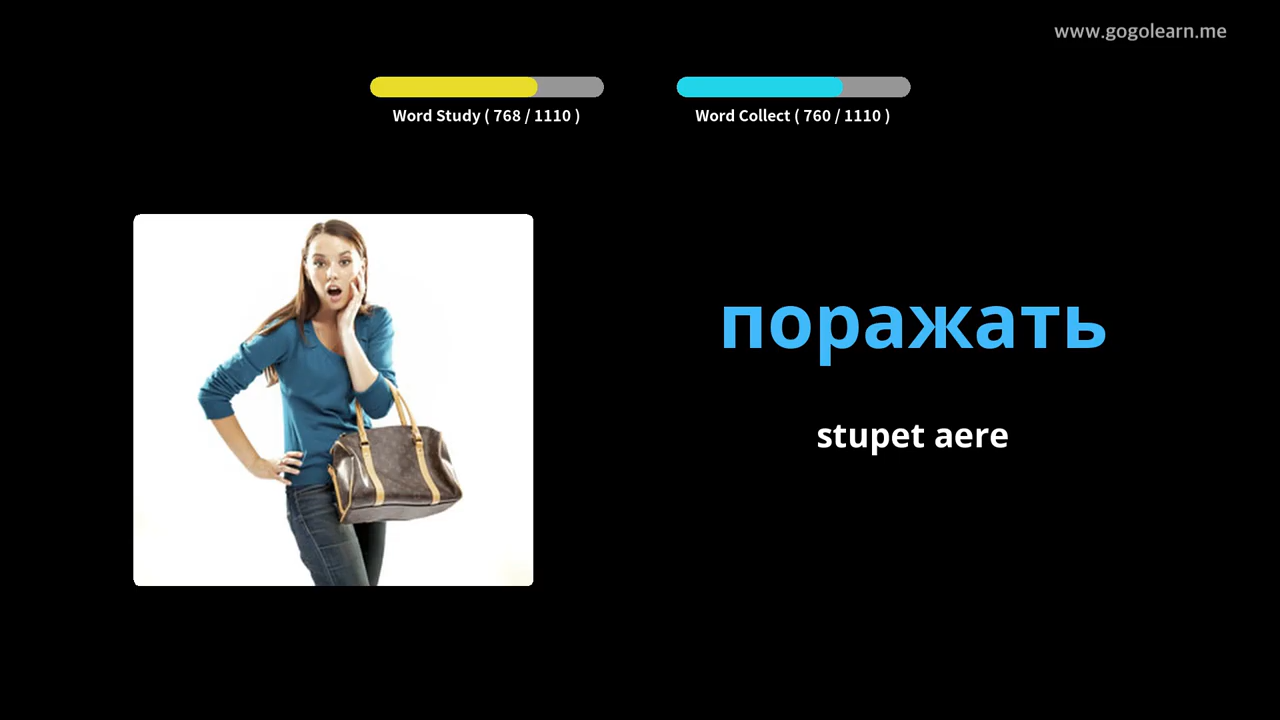 www.gogolearn.me
Word Study ( 768 / 1110 )
Word Collect ( 760 / 1110 )
поражать
stupet aere